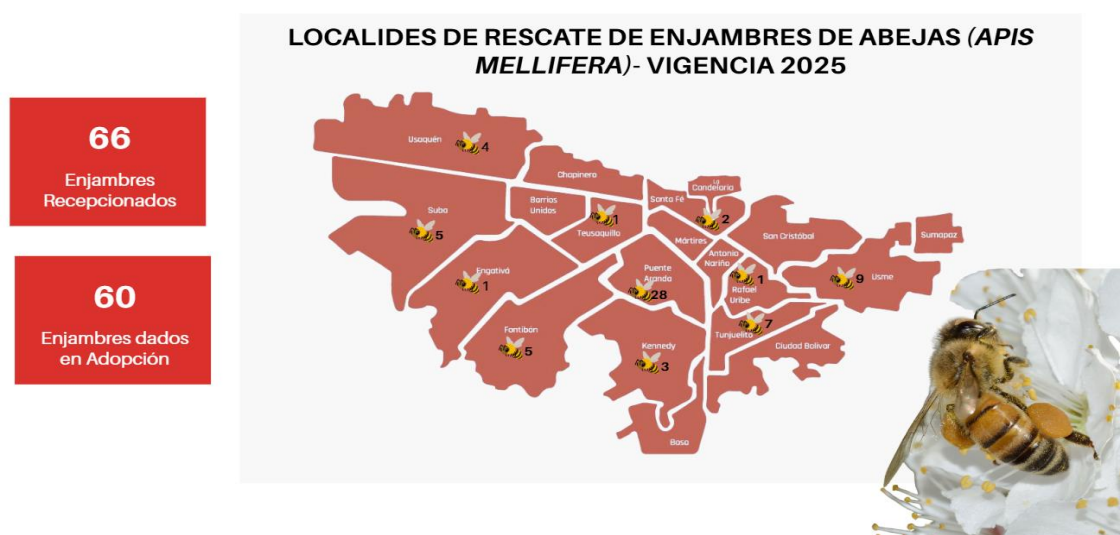 LOCALIDES DE RESCATE DE ENJAMBRES DE ABEJAS (APIS
MELLIFERA)- VIGENCIA 2025
66
Enjambres
Recepcionados
60
Enjambres dados
en Adopción
Usaquén
4
Chapinero
Suba
5
Barrios
Unidos
1
Teusaquillo
Santa Fé
La
Candelaria
2
San Cristóbal
Sumapaz
Mártires
Antonio
Nariño
Engativá
1
Puente
Aranda
28
1
Rafael
Uribe
9
Usme
Fontibón
5
Kennedy
3
7
Tunjuelito
Ciudad Bolivar
Bosa